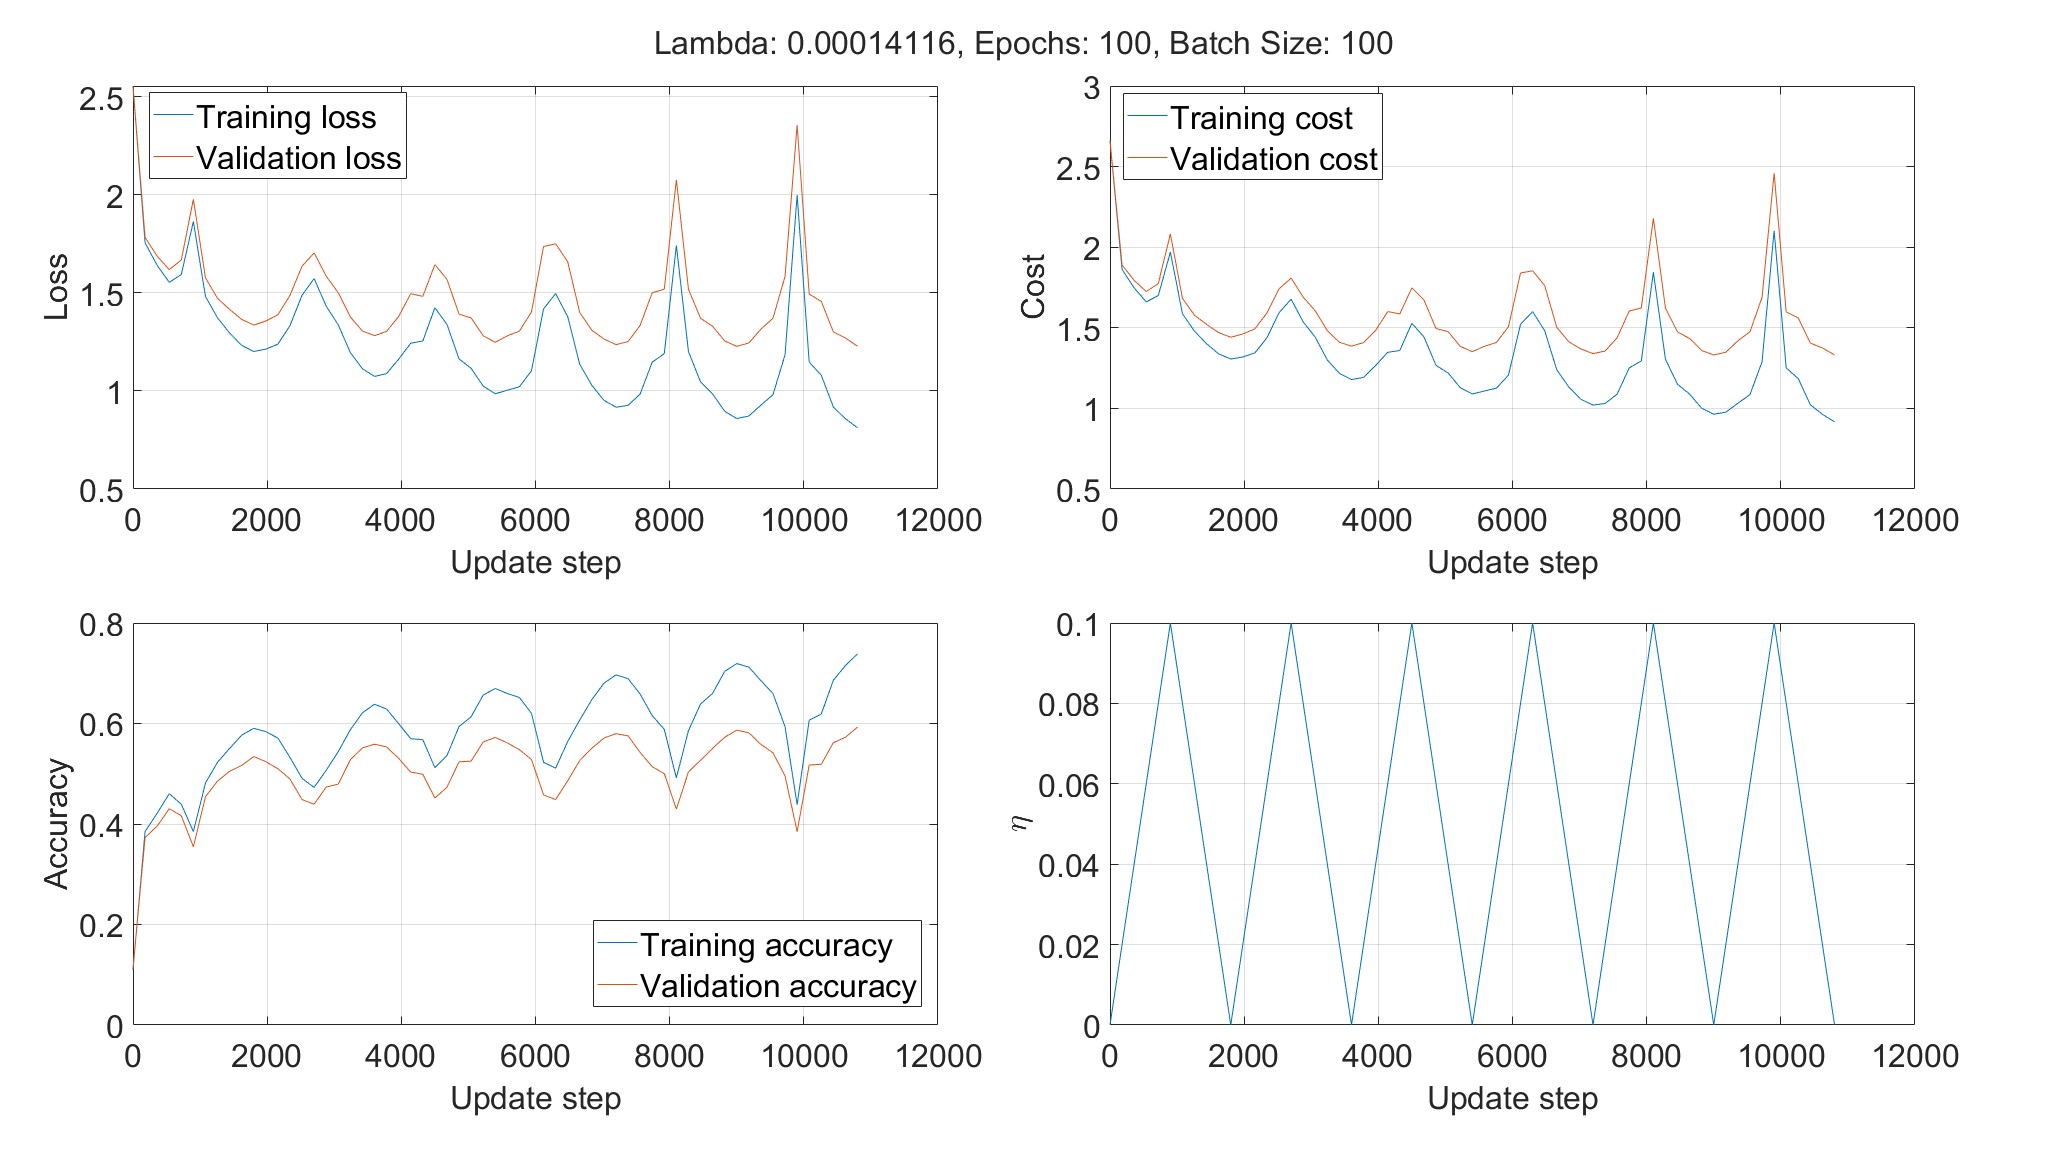 Lambda: 0.00014116, Epochs: 100, Batch Size: 100
2.5
2
1.5
1
0.5
Loss
Training loss
Validation loss
0 2000 4000 6000 8000 10000 12000
Update step
3
2.5
2
1.5
1
0.5
Cost
Training cost
Validation cost
0 2000 4000 6000 8000 10000 12000
Update step
0.8
0.6
0.4
0.2
0
Accuracy
Training accuracy
Validation accuracy
0 2000 4000 6000 8000 10000 12000
Update step
0.1
0.08
0.06
0.04
0.02
0
η
0 2000 4000 6000 8000 10000 12000
Update step